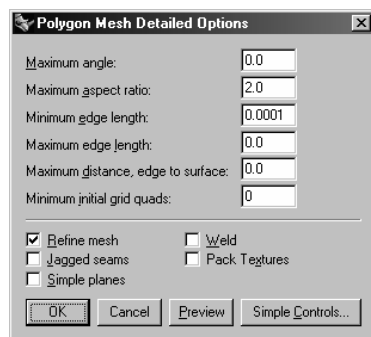 Polygon Mesh Detailed Options
Maximum angle: 0.0
Maximum aspect ratio: 2.0
Minimum edge length: 0.0001
Maximum edge length: 0.0
Maximum distance, edge to surface: 0.0
Minimum initial grid quads: 0
Refine mesh Weld
Jagged seams Pack Textures
Simple planes
OK Cancel Preview Simple Controls...